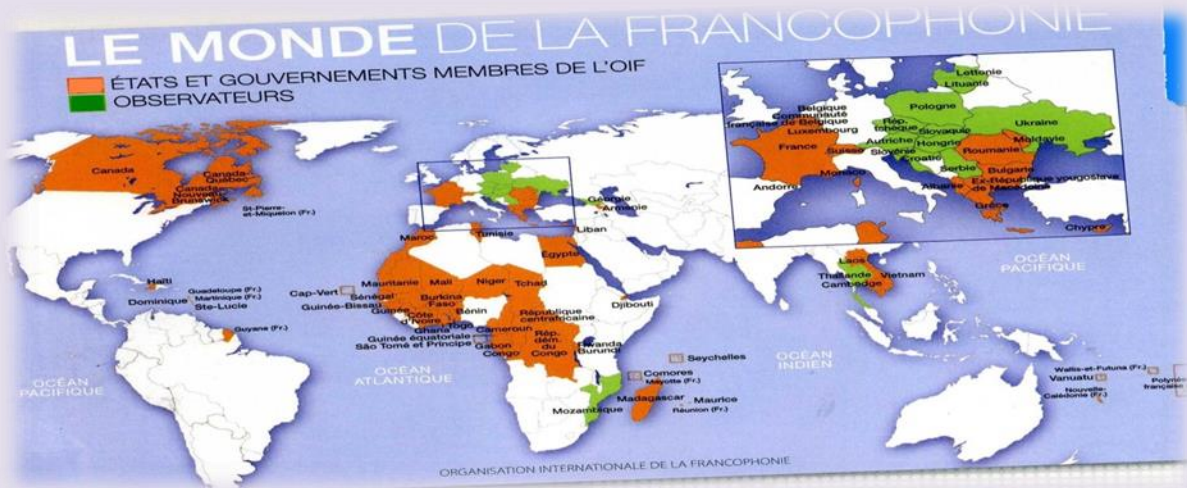 LE MONDE DE LA FRANCOPHONIE
ÉTATS ET GOUVERNEMENTS MEMBRES DE L'OIF
OBSERVATEURS
Lettonie
Lituanie
Belgique
Communauté
française de Belgique
Luxembourg
Pologne
Rép.
tchèque
Slovaquie
Ukraine
Autriche
Hongrie
Moldavie
France
Suisse
Slovénie
Croatie
Roumanie
Serbie
Bulgarie
Monaco
Andorre
Albanie
Ex-République yougoslave
de Macédoine
Grèce
Chypre
Canada
Canada-
Québec
Canada-
Nouveau-
Brunswick
St-Pierre-
et-Miquelon (Fr.)
Géorgie
Arménie
Liban
Maroc
Tunisie
Égypte
Haïti
Guadeloupe (Fr.)
Martinique (Fr.)
Dominique
Ste-Lucie
Guyane (Fr.)
Cap-Vert
Mauritanie
Mali
Niger
Tchad
Sénégal
Guinée-Bissau
Guinée
Burkina
Faso
Bénin
Côte
d'Ivoire
Ghana
Togo
République
centrafricaine
Djibouti
Cameroun
Guinée équatoriale
São Tomé et Príncipe
Gabon
Congo
Rép.
dém.
du
Congo
Rwanda
Burundi
Laos
Thaïlande
Vietnam
Cambodge
Seychelles
Comores
Mayotte (Fr.)
Madagascar
Maurice
Réunion (Fr.)
Mozambique
Wallis-et-Futuna (Fr.)
Vanuatu
Nouvelle-
Calédonie (Fr.)
française
OCÉAN
PACIFIQUE
OCÉAN
ATLANTIQUE
OCÉAN
INDIEN
OCÉAN
PACIFIQUE
ORGANISATION INTERNATIONALE DE LA FRANCOPHONIE